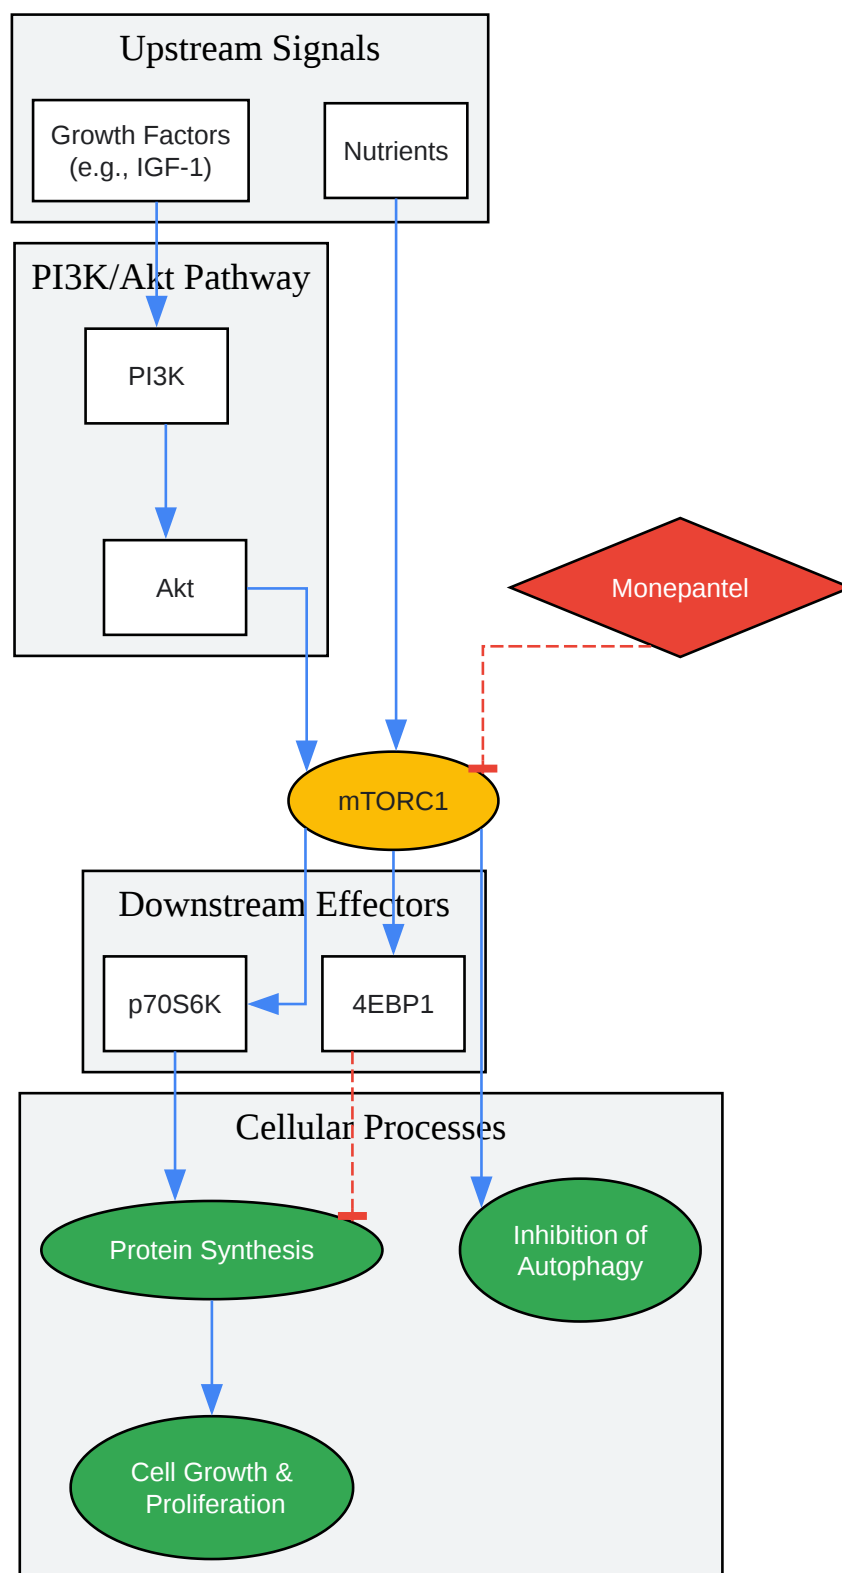 Upstream Signals
Growth Factors
(e.g., IGF-1)
Nutrients
PI3K/Akt Pathway
PI3K
Akt
Monepantel
mTORC1
Downstream Effectors
p70S6K
4EBP1
Cellular Processes
Protein Synthesis
Inhibition of
Autophagy
Cell Growth &
Proliferation